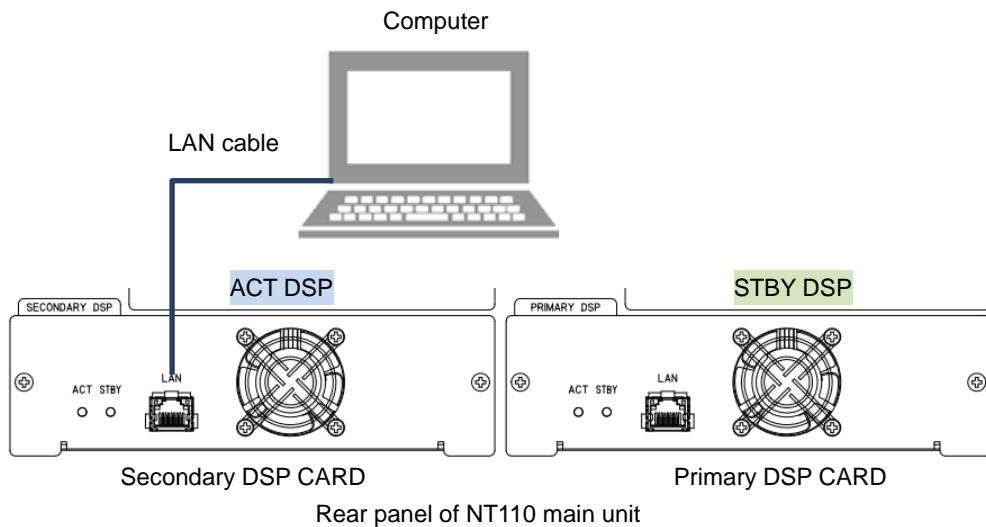 Computer
LAN cable
ACT DSP
STBY DSP
SECONDARY DSP
PRIMARY DSP
ACT STBY
LAN
ACT STBY
LAN
Secondary DSP CARD
Primary DSP CARD
Rear panel of NT110 main unit